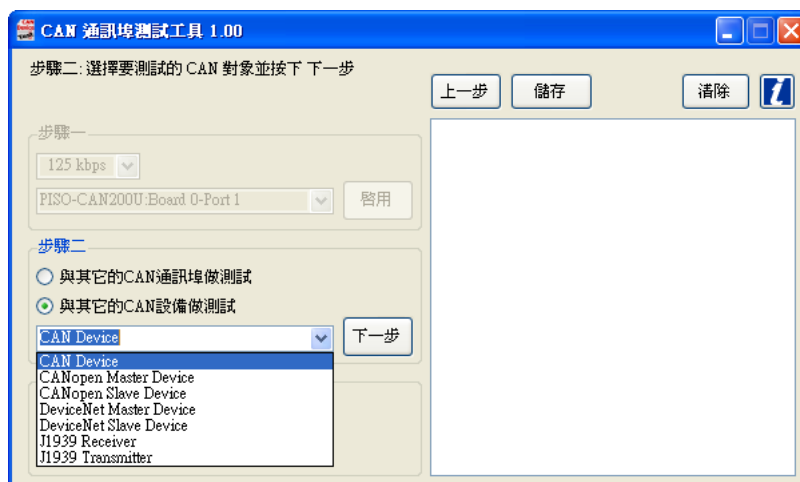 CAN 通訊埠測試工具 1.00
步驟二: 選擇要測試的 CAN 對象並按下 下一步
上一步
儲存
清除
步驟一
125 kbps
PISO-CAN200U:Board 0-Port 1
啓用
步驟二
與其它的CAN通訊埠做測試
與其它的CAN設備做測試
CAN Device
下一步
CAN Device
CANopen Master Device
CANopen Slave Device
DeviceNet Master Device
DeviceNet Slave Device
J1939 Receiver
J1939 Transmitter